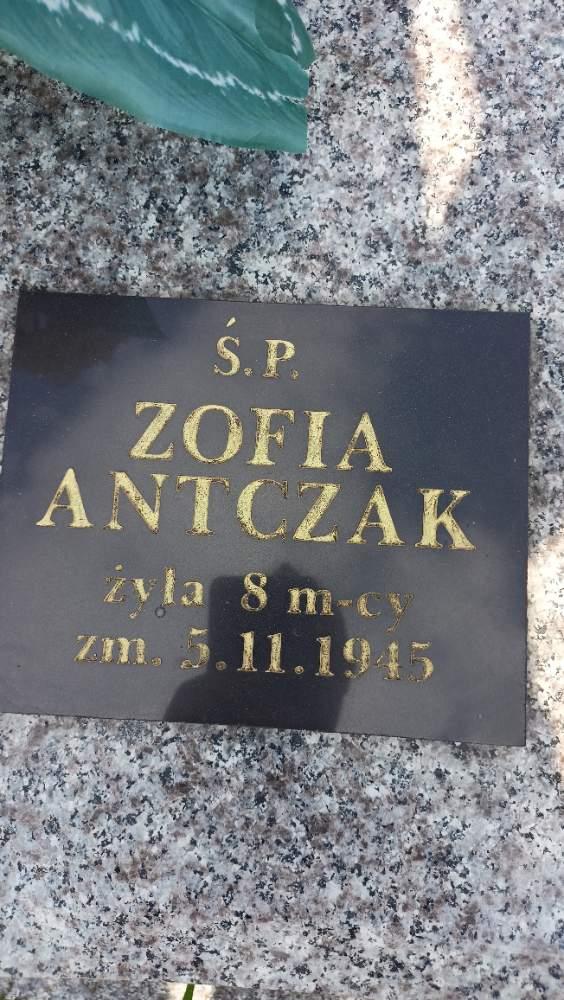 Ś.P.
ZOFIA
ANTCZAK
żyła 8 m-cy
zm. 5.11.1945